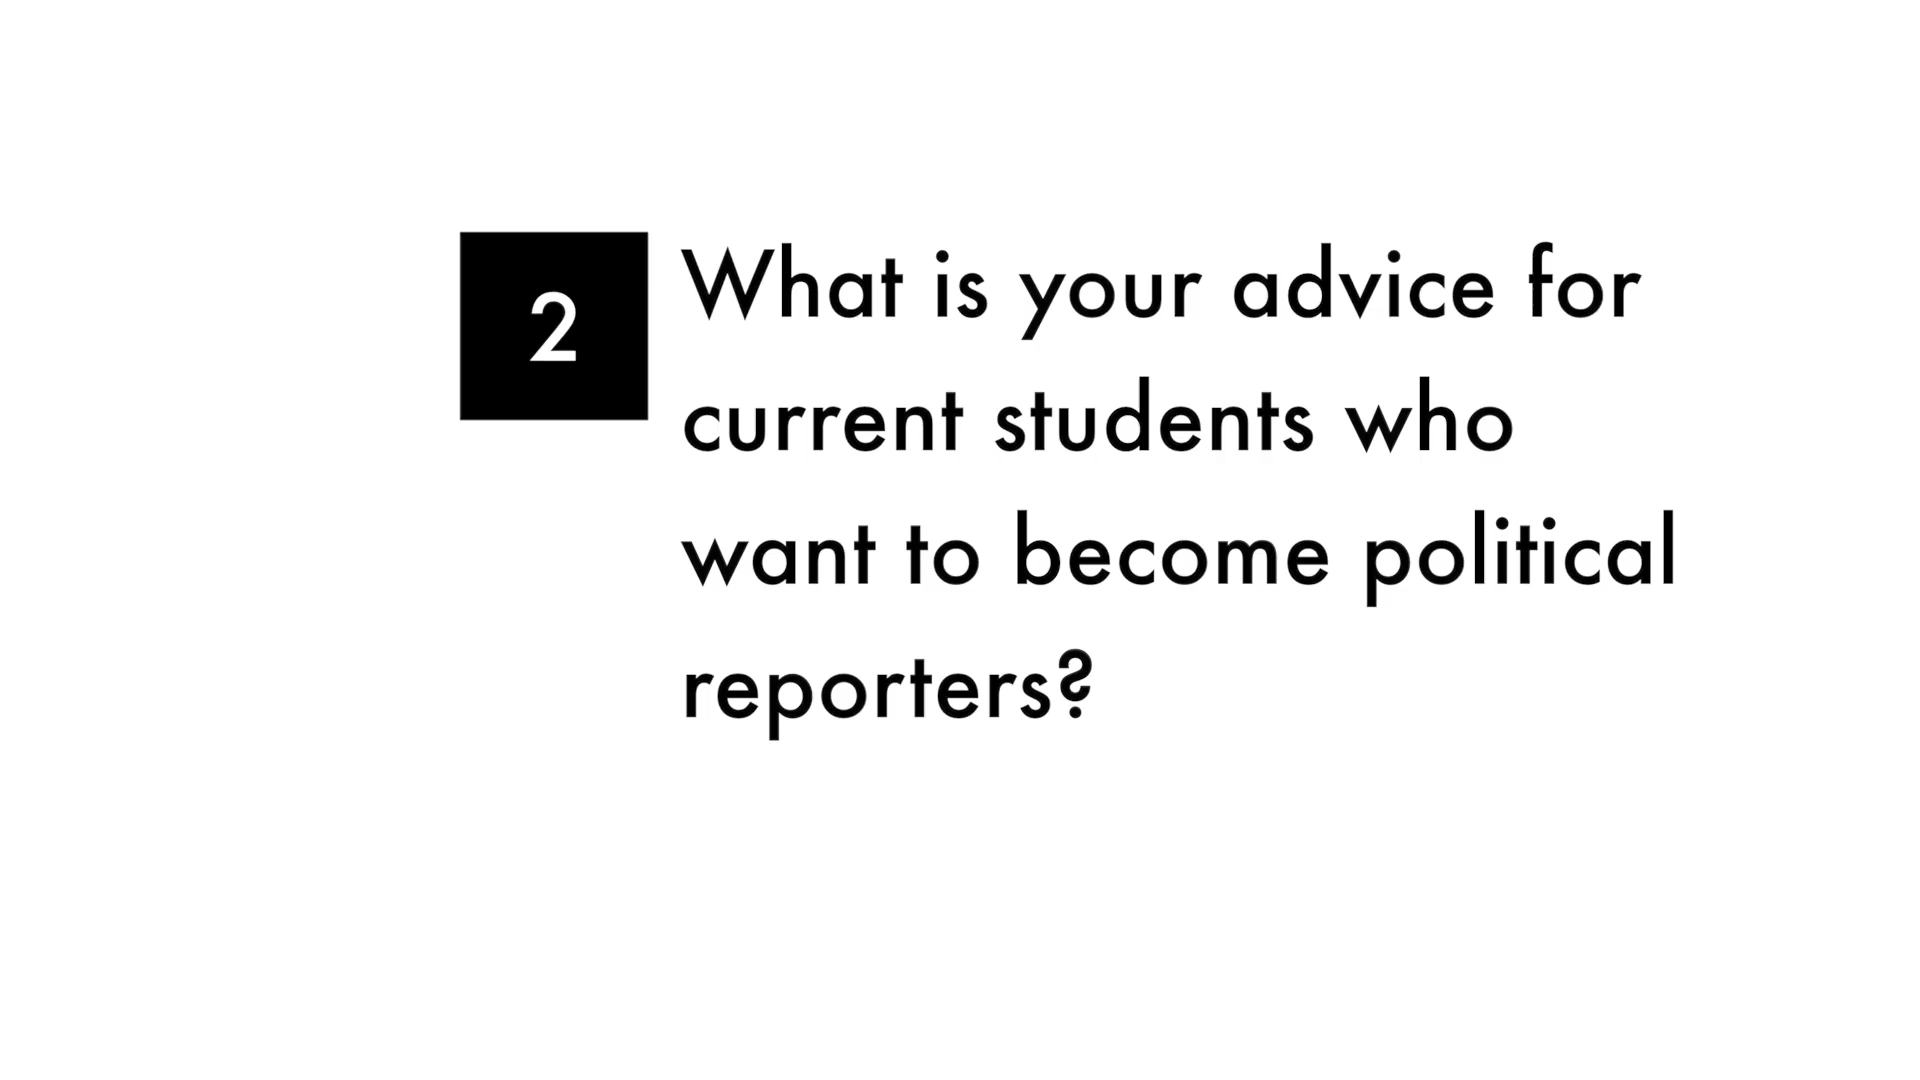 2
What is your advice for
current students who
want to become political
reporters?